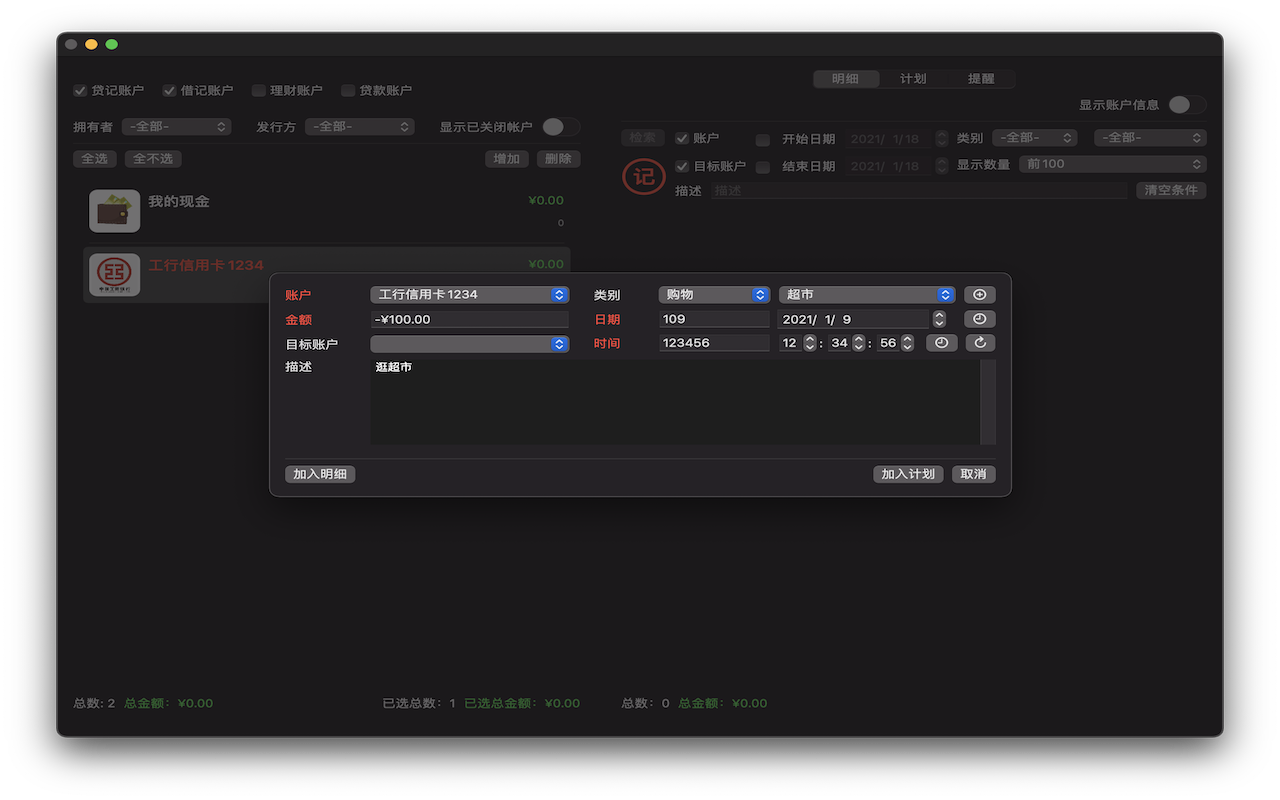 明细 计划 提醒
贷记账户 借记账户 理财账户 贷款账户
显示账户信息
拥有者 -全部- 发行方 -全部- 显示已关闭帐户
检索 账户 开始日期 2021/ 1/18 类别 -全部- -全部-
全选 全不选 增加 删除
目标账户 结束日期 2021/ 1/18 显示数量 前100
记
描述 描述 清空条件
我的现金 ¥0.00
0
工行信用卡1234 ¥0.00
账户 工行信用卡1234 类别 购物 超市
金额 -¥100.00 日期 109 2021/ 1/ 9
目标账户 时间 123456 12 : 34 : 56
描述 逛超市
加入明细 加入计划 取消
总数: 2 总金额: ¥0.00 已选总数: 1 已选总金额: ¥0.00 总数: 0 总金额: ¥0.00